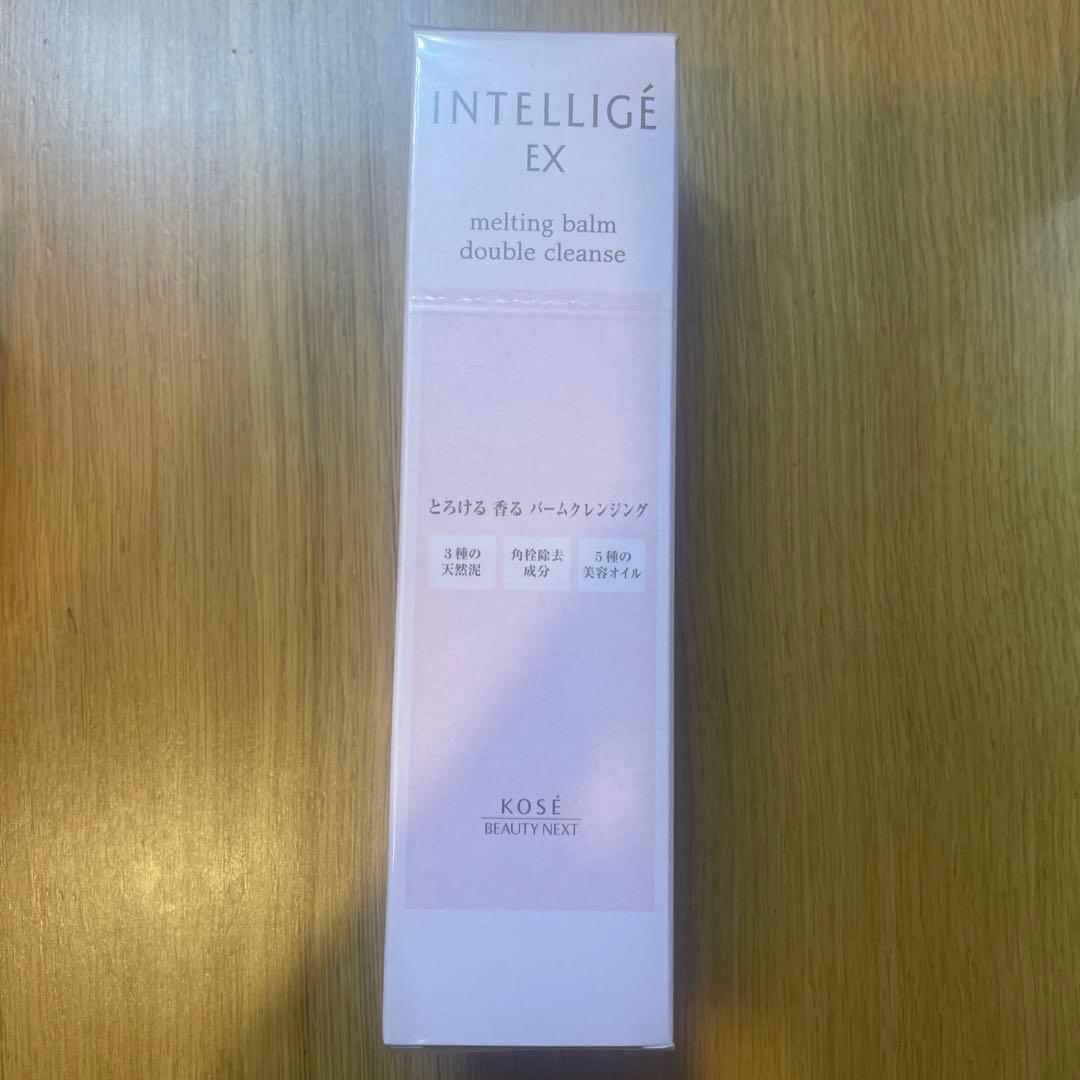 INTELLIGÉ
EX
melting balm
double cleanse
とろける 香る バームクレンジング
3種の
天然泥
角栓除去
成分
5種の
美容オイル
KOSÉ
BEAUTY NEXT